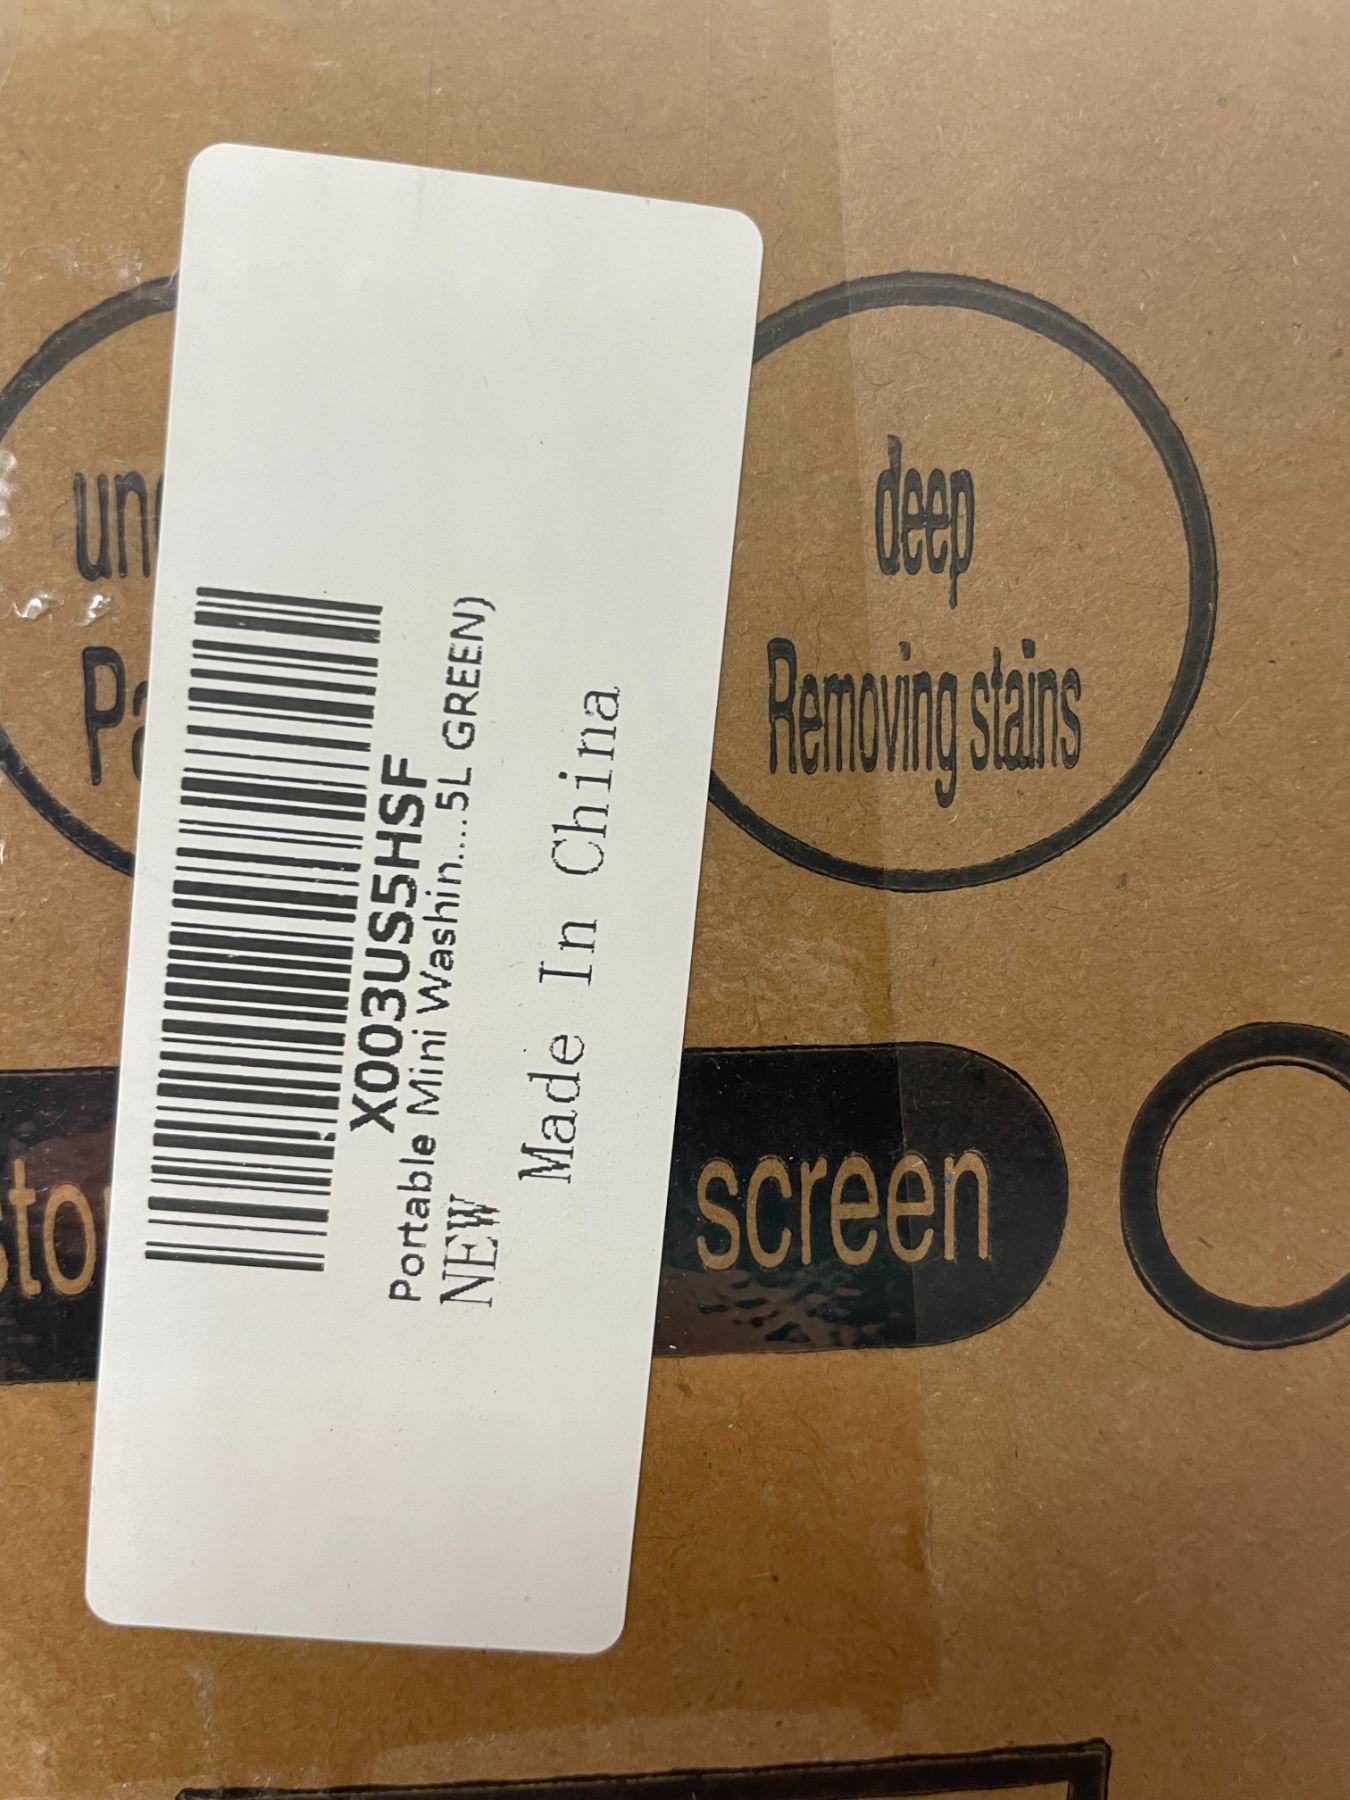 X003US5HSF
Portable Mini Washin....5L GREEN)
NEW
Made In China
deep
Removing stains
screen